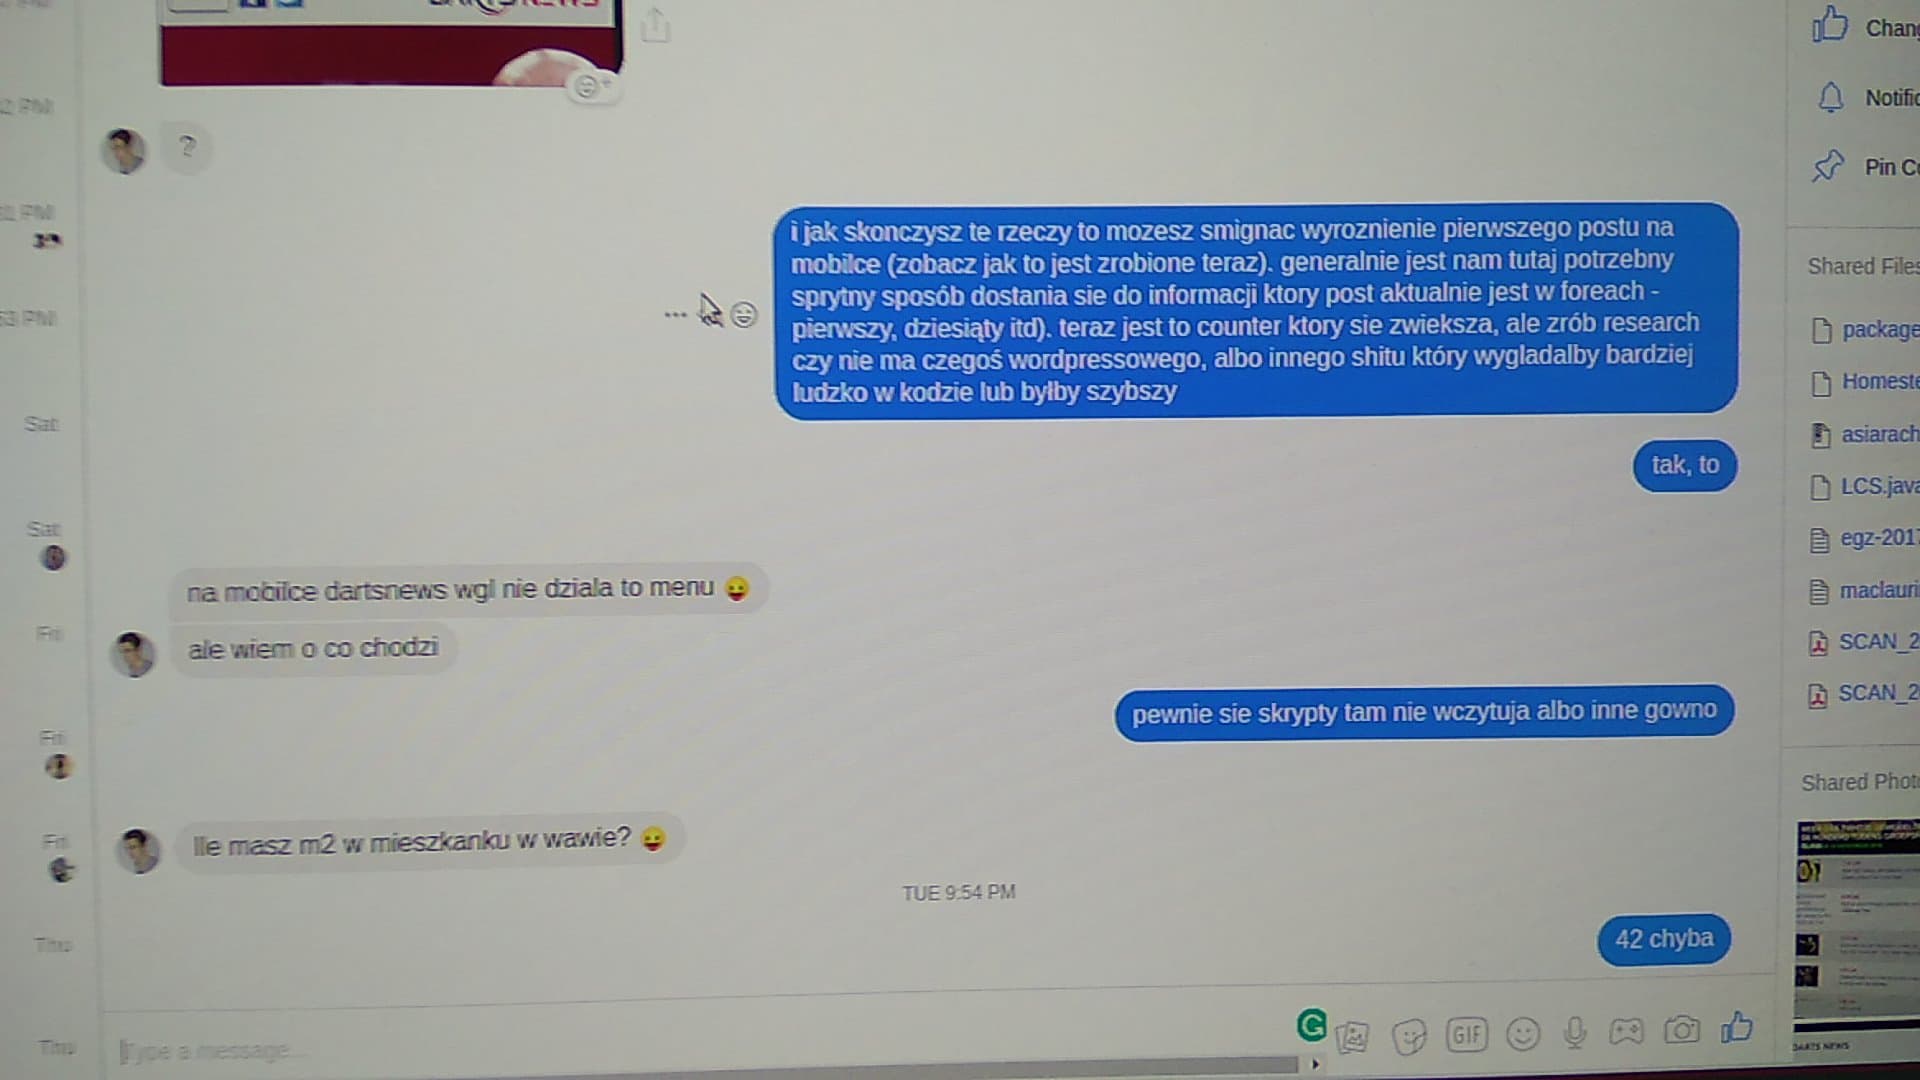 ?
i jak skonczysz te rzeczy to mozesz smignac wyroznienie pierwszego postu na
mobilce (zobacz jak to jest zrobione teraz). generalnie jest nam tutaj potrzebny
sprytny sposób dostania sie do informacji ktory post aktualnie jest w foreach -
pierwszy, dziesiąty itd). teraz jest to counter ktory sie zwieksza, ale zrób research
czy nie ma czegoś wordpressowego, albo innego shitu który wygladalby bardziej
ludzko w kodzie lub byłby szybszy
tak, to
na mobilce dartsnews wgl nie dziala to menu
ale wiem o co chodzi
pewnie sie skrypty tam nie wczytuja albo inne gowno
Ile masz m2 w mieszkanku w wawie?
TUE 9:54 PM
42 chyba
Type a message...
GIF
PM
PM
PM
Sat
Sat
Fri
Fri
Fri
Thu
Thu
Chang
Notific
Pin Co
Shared Files
package
Homeste
asiarach
LCS.java
egz-2017
maclauri
SCAN_2
SCAN_2
Shared Photo
DARTS NEWS